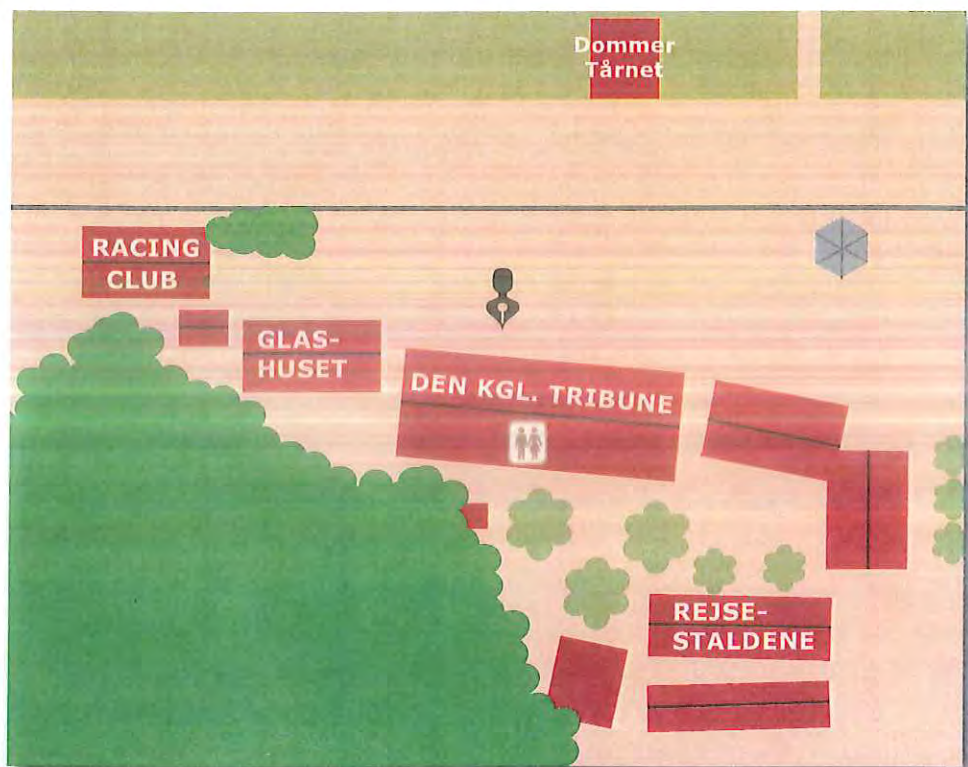 Dommer
Tårnet
RACING
CLUB
GLAS-
HUSET
DEN KGL. TRIBUNE
REJSE-
STALDENE